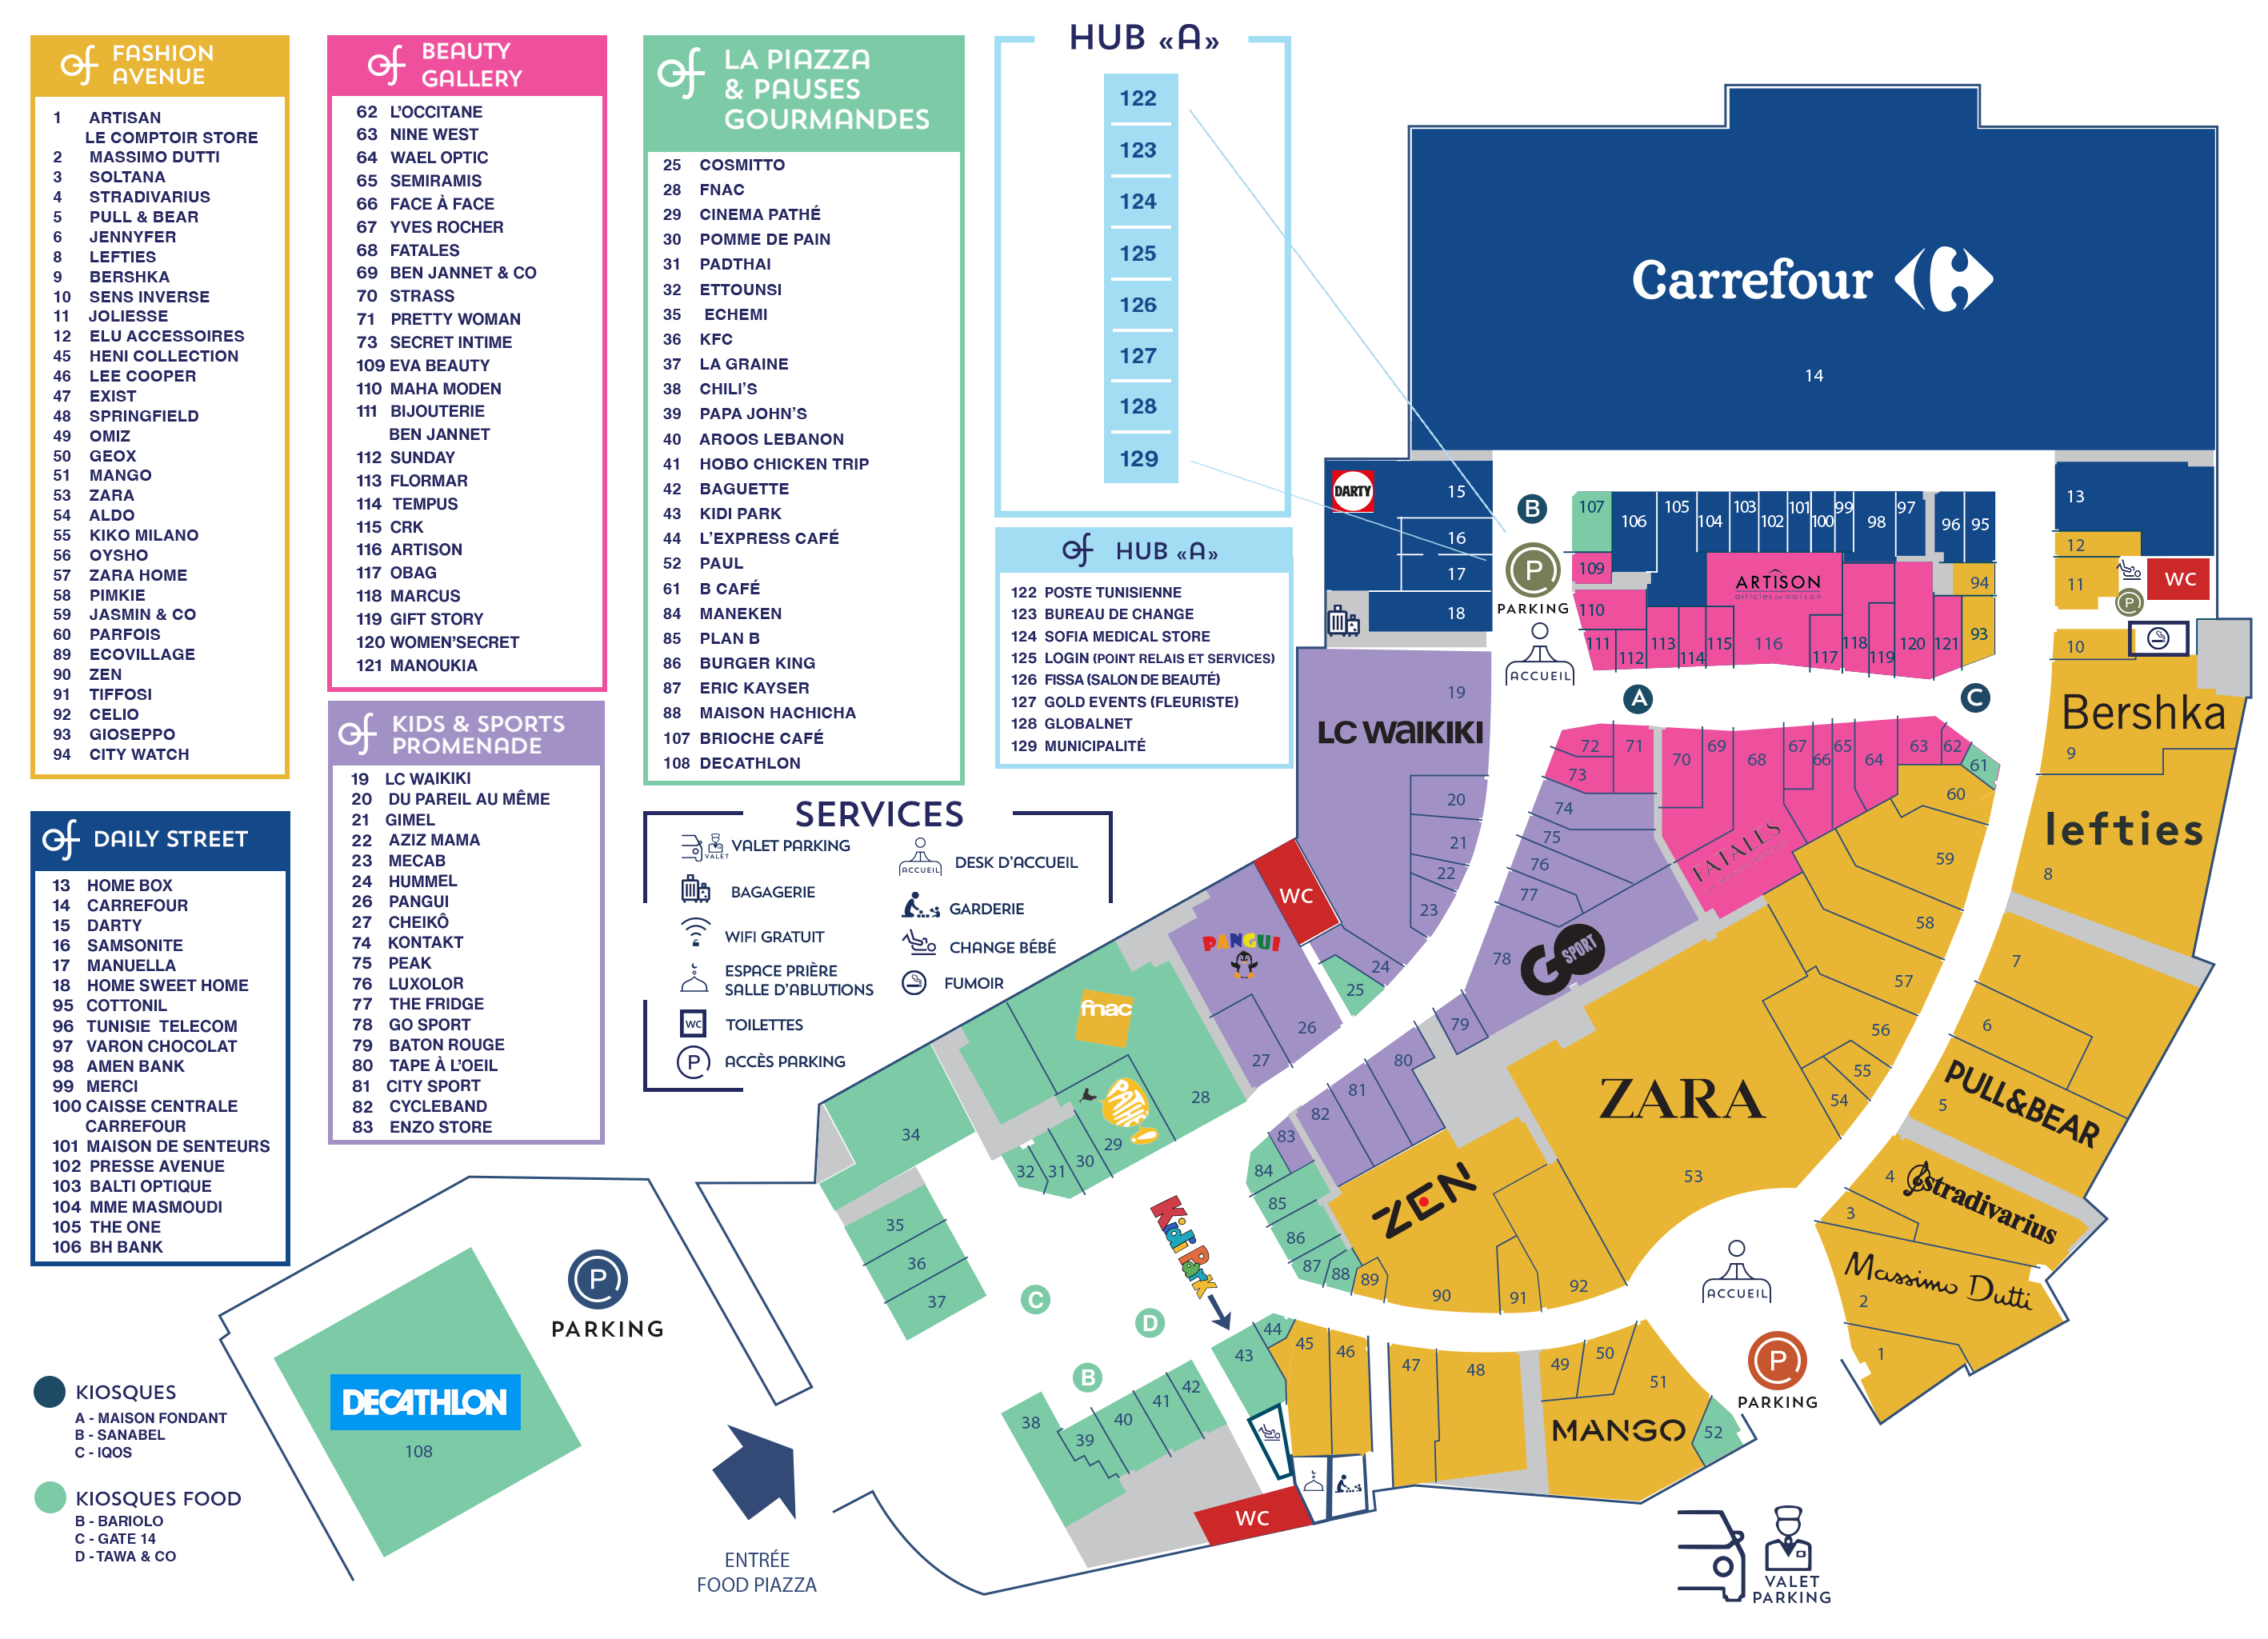 FASHION
AVENUE
1 ARTISAN
LE COMPTOIR STORE
2 MASSIMO DUTTI
3 SOLTANA
4 STRADIVARIUS
5 PULL & BEAR
6 JENNYFER
8 LEFTIES
9 BERSHKA
10 SENS INVERSE
11 JOLIESSE
12 ELU ACCESSOIRES
45 HENI COLLECTION
46 LEE COOPER
47 EXIST
48 SPRINGFIELD
49 OMIZ
50 GEOX
51 MANGO
53 ZARA
54 ALDO
55 KIKO MILANO
56 OYSHO
57 ZARA HOME
58 PIMKIE
59 JASMIN & CO
60 PARFOIS
89 ECOVILLAGE
90 ZEN
91 TIFFOSI
92 CELIO
93 GIOSEPPO
94 CITY WATCH
DAILY STREET
13 HOME BOX
14 CARREFOUR
15 DARTY
16 SAMSONITE
17 MANUELLA
18 HOME SWEET HOME
95 COTTONIL
96 TUNISIE TELECOM
97 VARON CHOCOLAT
98 AMEN BANK
99 MERCI
100 CAISSE CENTRALE
CARREFOUR
101 MAISON DE SENTEURS
102 PRESSE AVENUE
103 BALTI OPTIQUE
104 MME MASMOUDI
105 THE ONE
106 BH BANK
BEAUTY
GALLERY
62 L'OCCITANE
63 NINE WEST
64 WAEL OPTIC
65 SEMIRAMIS
66 FACE À FACE
67 YVES ROCHER
68 FATALES
69 BEN JANNET & CO
70 STRASS
71 PRETTY WOMAN
73 SECRET INTIME
109 EVA BEAUTY
110 MAHA MODEN
111 BIJOUTERIE
BEN JANNET
112 SUNDAY
113 FLORMAR
114 TEMPUS
115 CRK
116 ARTISON
117 OBAG
118 MARCUS
119 GIFT STORY
120 WOMEN'SECRET
121 MANOUKIA
KIDS & SPORTS
PROMENADE
19 LC WAIKIKI
20 DU PAREIL AU MÊME
21 GIMEL
22 AZIZ MAMA
23 MECAB
24 HUMMEL
26 PANGUI
27 CHEIKÔ
74 KONTAKT
75 PEAK
76 LUXOLOR
77 THE FRIDGE
78 GO SPORT
79 BATON ROUGE
80 TAPE À L'OEIL
81 CITY SPORT
82 CYCLEBAND
83 ENZO STORE
LA PIAZZA
& PAUSES
GOURMANDES
25 COSMITTO
28 FNAC
29 CINEMA PATHÉ
30 POMME DE PAIN
31 PADTHAI
32 ETTOUNSI
35 ECHEMI
36 KFC
37 LA GRAINE
38 CHILI'S
39 PAPA JOHN'S
40 AROOS LEBANON
41 HOBO CHICKEN TRIP
42 BAGUETTE
43 KIDI PARK
44 L'EXPRESS CAFÉ
52 PAUL
61 B CAFÉ
84 MANEKEN
85 PLAN B
86 BURGER KING
87 ERIC KAYSER
88 MAISON HACHICHA
107 BRIOCHE CAFÉ
108 DECATHLON
SERVICES
VALET
VALET PARKING
BAGAGERIE
WIFI GRATUIT
ESPACE PRIÈRE
SALLE D'ABLUTIONS
WC
TOILETTES
P
ACCÈS PARKING
ACCUEIL
DESK D'ACCUEIL
GARDERIE
CHANGE BÉBÉ
FUMOIR
HUB «A»
122
123
124
125
126
127
128
129
HUB «A»
122 POSTE TUNISIENNE
123 BUREAU DE CHANGE
124 SOFIA MEDICAL STORE
125 LOGIN (POINT RELAIS ET SERVICES)
126 FISSA (SALON DE BEAUTÉ)
127 GOLD EVENTS (FLEURISTE)
128 GLOBALNET
129 MUNICIPALITÉ
Carrefour
14
DARTY
15
16
17
18
B
P
PARKING
ACCUEIL
107
106
105
104
103
102
101
100
99
98
97
96
95
109
ARTISON
articles de maison
94
110
111
112
113
114
115
116
117
118
119
120
121
93
13
12
11
WC
P
10
A
C
19
LC WAIKIKI
20
21
22
23
24
25
WC
PANGUI
26
27
72
71
73
70
69
68
67
66
65
64
63
62
61
60
FATALES
74
75
76
77
78
GO SPORT
79
80
81
82
83
Bershka
9
lefties
8
7
6
PULL&BEAR
5
4
stradivarius
3
Massimo Dutti
2
1
59
58
57
56
55
54
ZARA
53
ZEN
90
91
92
84
85
86
87
88
89
fnac
28
PATHÉ
29
30
31
32
34
35
36
37
C
D
B
Kidi Park
43
44
45
46
47
48
49
50
51
MANGO
52
38
39
40
41
42
WC
ACCUEIL
P
PARKING
VALET
PARKING
P
PARKING
DECATHLON
108
ENTRÉE
FOOD PIAZZA
KIOSQUES
A - MAISON FONDANT
B - SANABEL
C - IQOS
KIOSQUES FOOD
B - BARIOLO
C - GATE 14
D - TAWA & CO